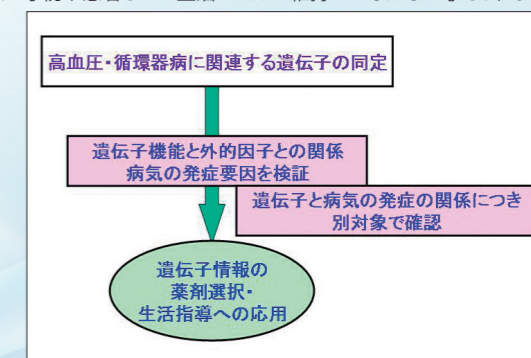 高血圧・循環器病に関連する遺伝子の同定
遺伝子機能と外的因子との関係
病気の発症要因を検証
遺伝子と病気の発症の関係につき
別対象で確認
遺伝子情報の
薬剤選択・
生活指導への応用